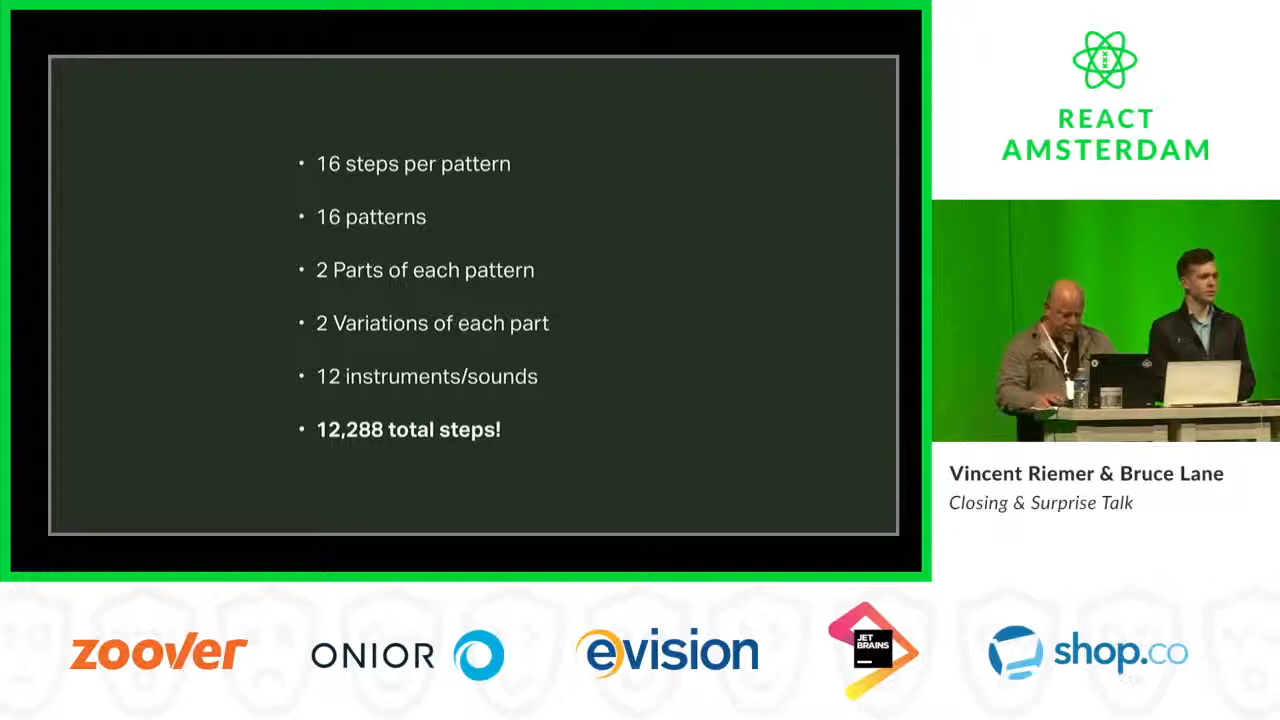 • 16 steps per pattern
• 16 patterns
• 2 Parts of each pattern
• 2 Variations of each part
• 12 instruments/sounds
• 12,288 total steps!
REACT
AMSTERDAM
Vincent Riemer & Bruce Lane
Closing & Surprise Talk
zoover
ONIOR
evision
JET
BRAINS
shop.co